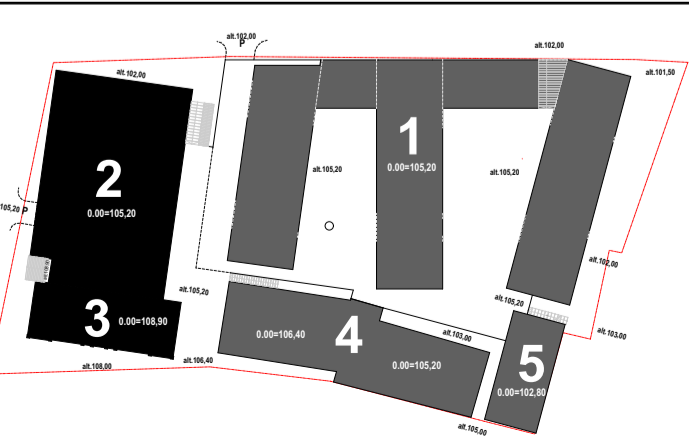 alt.102,00
P
alt.102,00
alt.101,50
alt.102,00
1
0.00=105,20
alt.105,20
alt.105,20
2
0.00=105,20
105,20 P
alt.102,00
alt.105,20
alt.105,20
alt.103.00
3
0.00=108,90
4
0.00=106,40
alt.103,00
0.00=105,20
5
0.00=102,80
alt.108,00
alt.106,40
alt.105,00